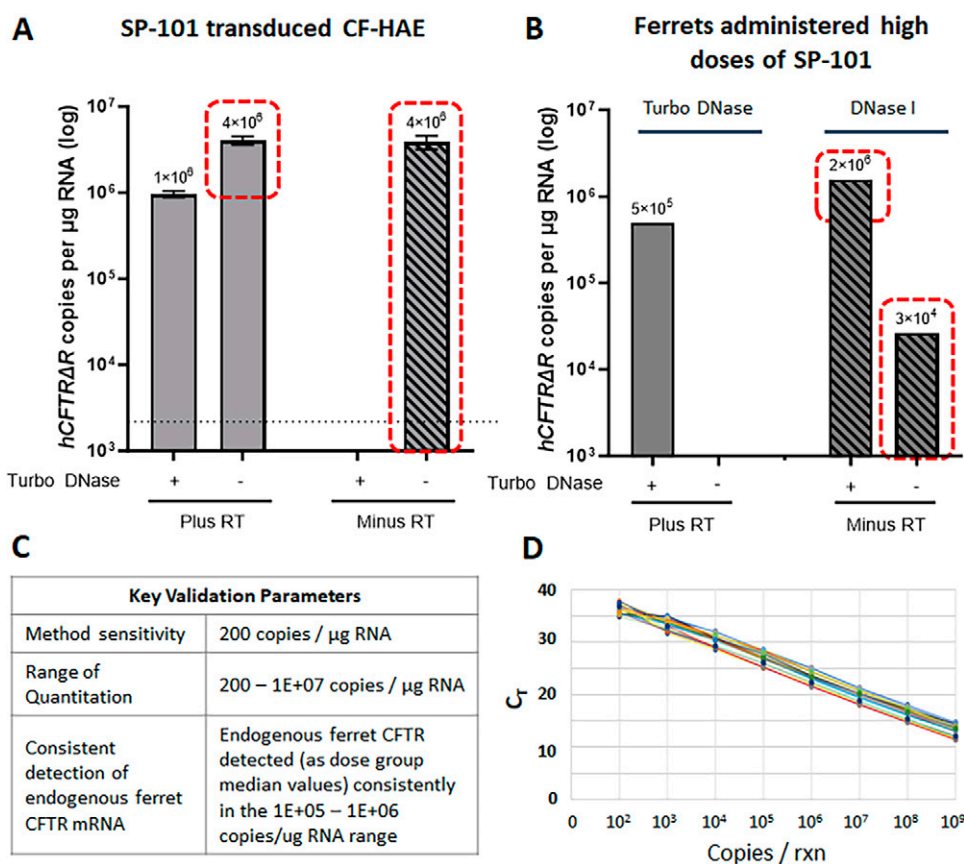 A
SP-101 transduced CF-HAE
hCFTRΔR copies per µg RNA (log)
10⁷
10⁶
10⁵
10⁴
10³
1×10⁶
4×10⁶
4×10⁶
Turbo DNase
+
-
+
-
Plus RT
Minus RT
B
Ferrets administered high
doses of SP-101
Turbo DNase
DNase I
hCFTRΔR copies per µg RNA (log)
10⁷
10⁶
10⁵
10⁴
10³
5×10⁵
2×10⁶
3×10⁴
Turbo DNase
+
-
+
-
Plus RT
Minus RT
C
Key Validation Parameters
Method sensitivity
200 copies / µg RNA
Range of
Quantitation
200 – 1E+07 copies / µg RNA
Consistent
detection of
endogenous ferret
CFTR mRNA
Endogenous ferret CFTR
detected (as dose group
median values) consistently
in the 1E+05 – 1E+06
copies/ug RNA range
D
C_T
40
30
20
10
0
0
10²
10³
10⁴
10⁵
10⁶
10⁷
10⁸
10⁹
Copies / rxn